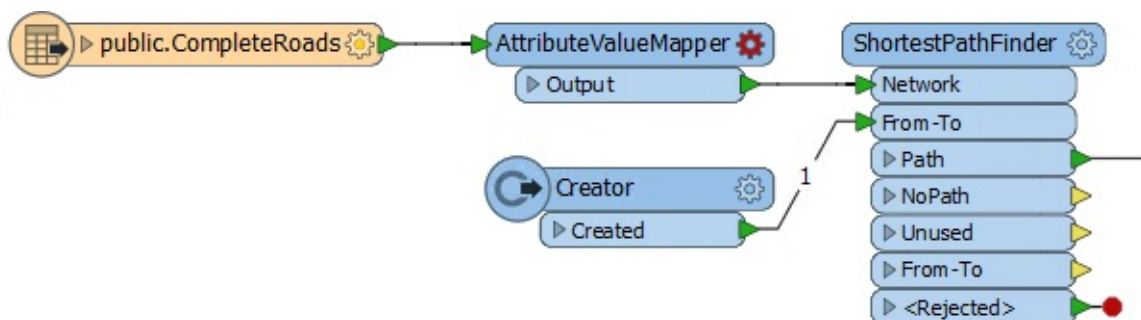 public.CompleteRoads
AttributeValueMapper
Output
Creator
Created
1
ShortestPathFinder
Network
From-To
Path
NoPath
Unused
From-To
<Rejected>